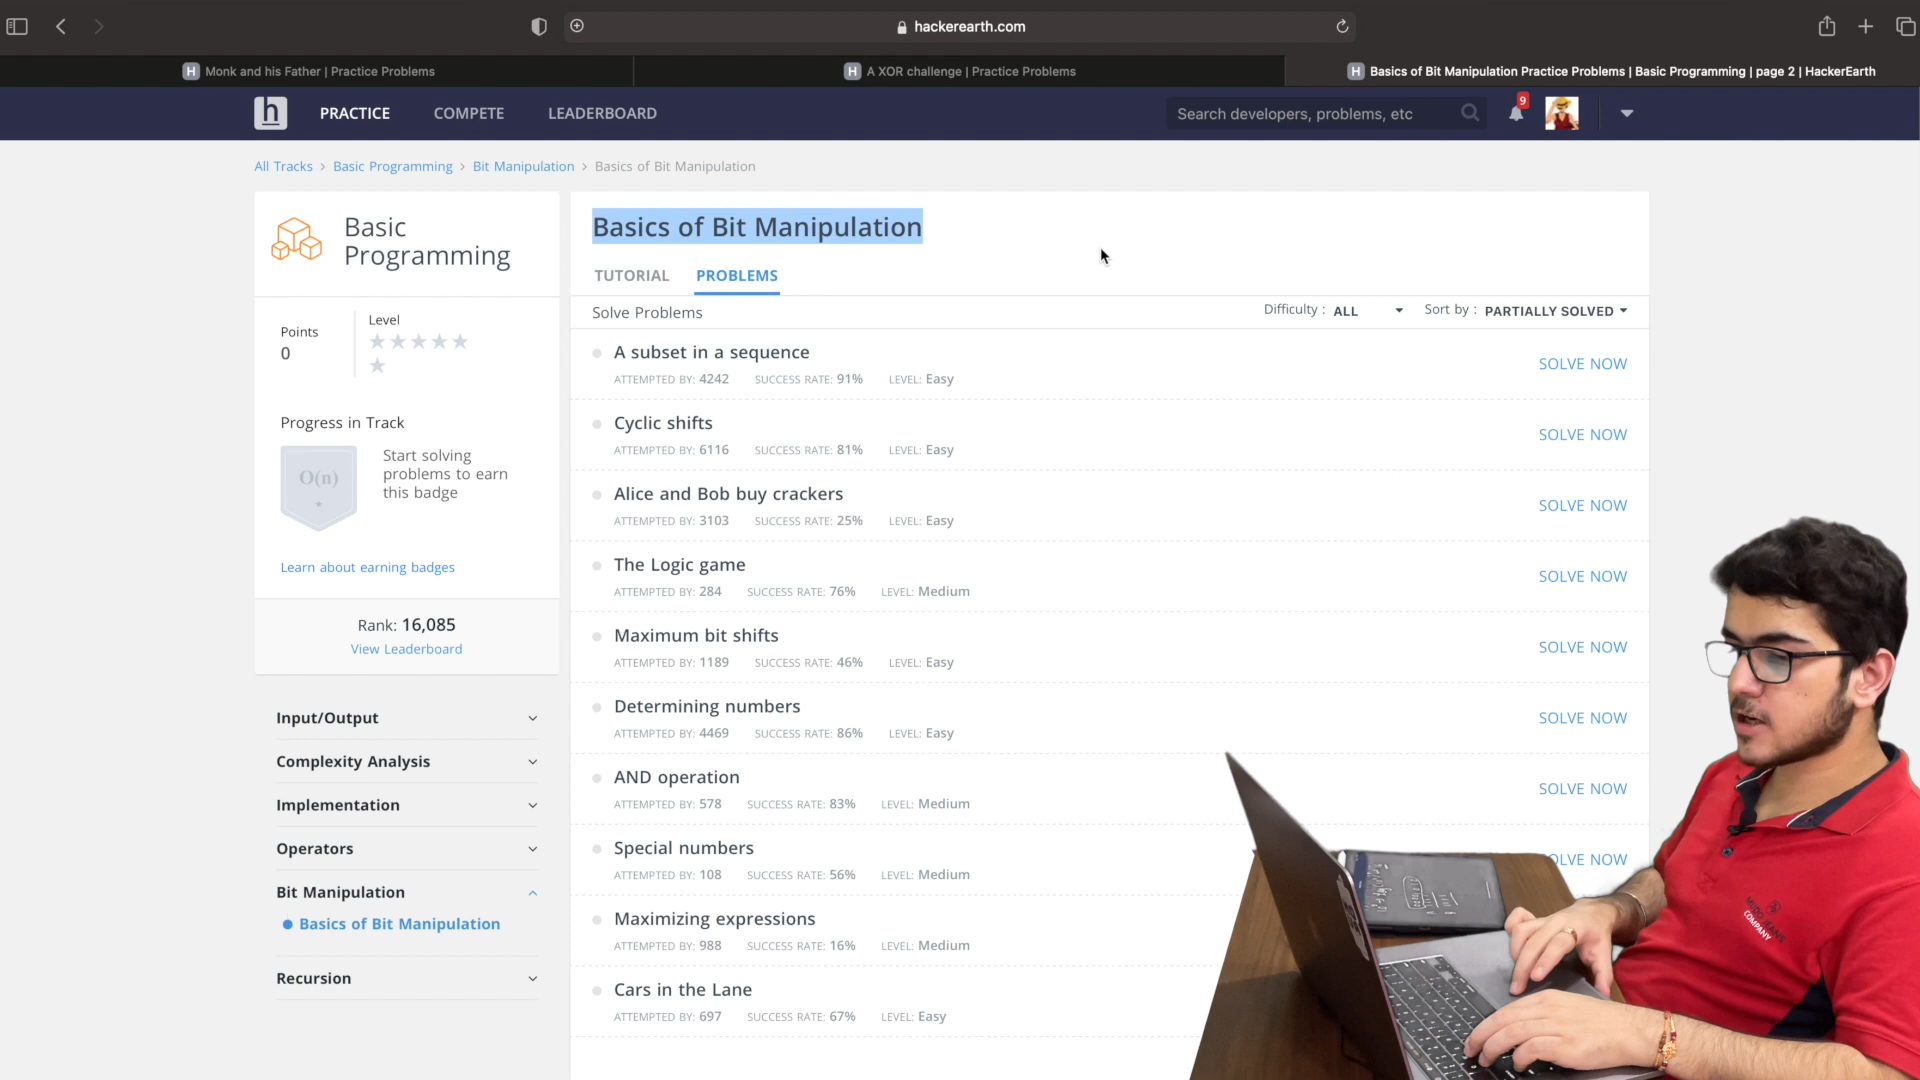 hackerearth.com
H Monk and his Father | Practice Problems
H A XOR challenge | Practice Problems
H Basics of Bit Manipulation Practice Problems | Basic Programming | page 2 | HackerEarth
h PRACTICE COMPETE LEADERBOARD
Search developers, problems, etc
9
All Tracks > Basic Programming > Bit Manipulation > Basics of Bit Manipulation
Basic
Programming
Points
0
Level
Progress in Track
O(n)
Start solving
problems to earn
this badge
Learn about earning badges
Rank: 16,085
View Leaderboard
Input/Output
Complexity Analysis
Implementation
Operators
Bit Manipulation
Basics of Bit Manipulation
Recursion
Basics of Bit Manipulation
TUTORIAL PROBLEMS
Solve Problems
Difficulty : ALL
Sort by : PARTIALLY SOLVED
A subset in a sequence
ATTEMPTED BY: 4242 SUCCESS RATE: 91% LEVEL: Easy
SOLVE NOW
Cyclic shifts
ATTEMPTED BY: 6116 SUCCESS RATE: 81% LEVEL: Easy
SOLVE NOW
Alice and Bob buy crackers
ATTEMPTED BY: 3103 SUCCESS RATE: 25% LEVEL: Easy
SOLVE NOW
The Logic game
ATTEMPTED BY: 284 SUCCESS RATE: 76% LEVEL: Medium
SOLVE NOW
Maximum bit shifts
ATTEMPTED BY: 1189 SUCCESS RATE: 46% LEVEL: Easy
SOLVE NOW
Determining numbers
ATTEMPTED BY: 4469 SUCCESS RATE: 86% LEVEL: Easy
SOLVE NOW
AND operation
ATTEMPTED BY: 578 SUCCESS RATE: 83% LEVEL: Medium
SOLVE NOW
Special numbers
ATTEMPTED BY: 108 SUCCESS RATE: 56% LEVEL: Medium
OLVE NOW
Maximizing expressions
ATTEMPTED BY: 988 SUCCESS RATE: 16% LEVEL: Medium
Cars in the Lane
ATTEMPTED BY: 697 SUCCESS RATE: 67% LEVEL: Easy
COMPANY